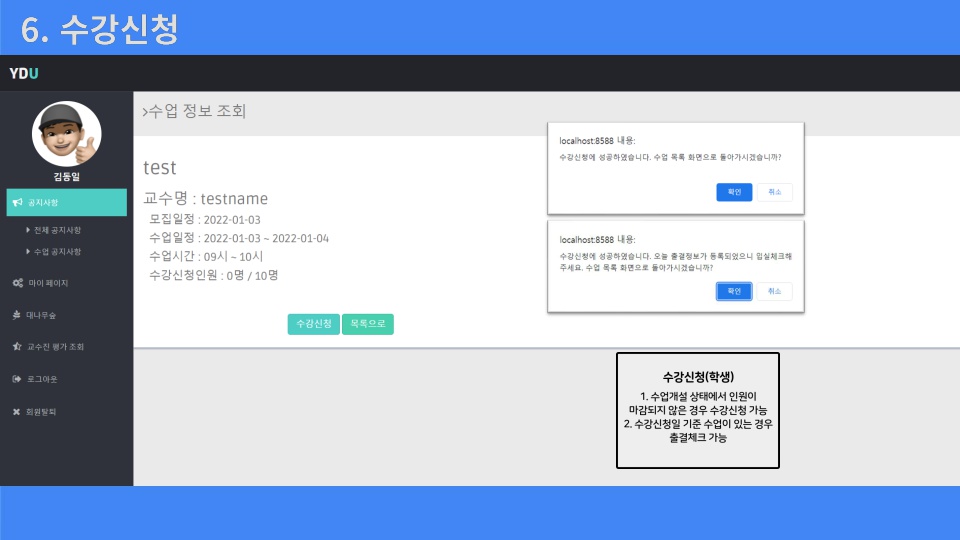 6. 수강신청
YDU
김동일
공지사항
전체 공지사항
수업 공지사항
마이 페이지
대나무숲
교수진 평가 조회
로그아웃
회원탈퇴
>수업 정보 조회
test
교수명 : testname
모집일정 : 2022-01-03
수업일정 : 2022-01-03 ~ 2022-01-04
수업시간 : 09시 ~ 10시
수강신청인원 : 0명 / 10명
수강신청 목록으로
localhost:8588 내용:
수강신청에 성공하였습니다. 수업 목록 화면으로 돌아가시겠습니까?
확인 취소
localhost:8588 내용:
수강신청에 성공하였습니다. 오늘 출결정보가 등록되었으니 입실체크해
주세요. 수업 목록 화면으로 돌아가시겠습니까?
확인 취소
수강신청(학생)
1. 수업개설 상태에서 인원이
마감되지 않은 경우 수강신청 가능
2. 수강신청일 기준 수업이 있는 경우
출결체크 가능